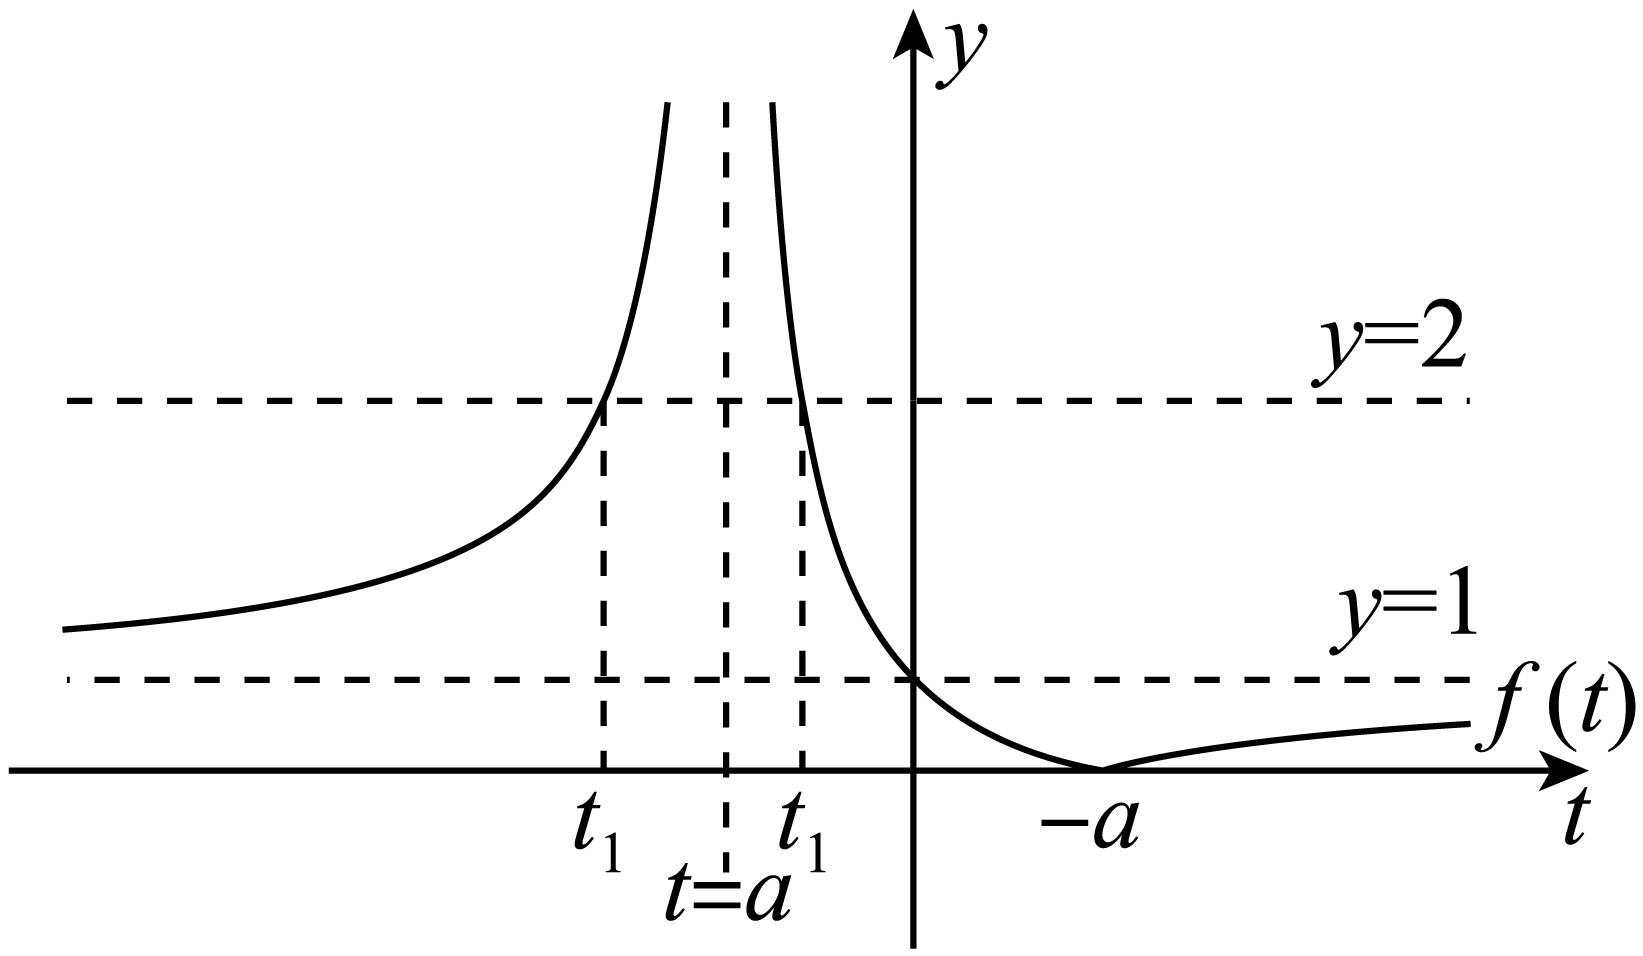 y
y=2
y=1
f(t)
t₁
t₁
−a
t
t=a